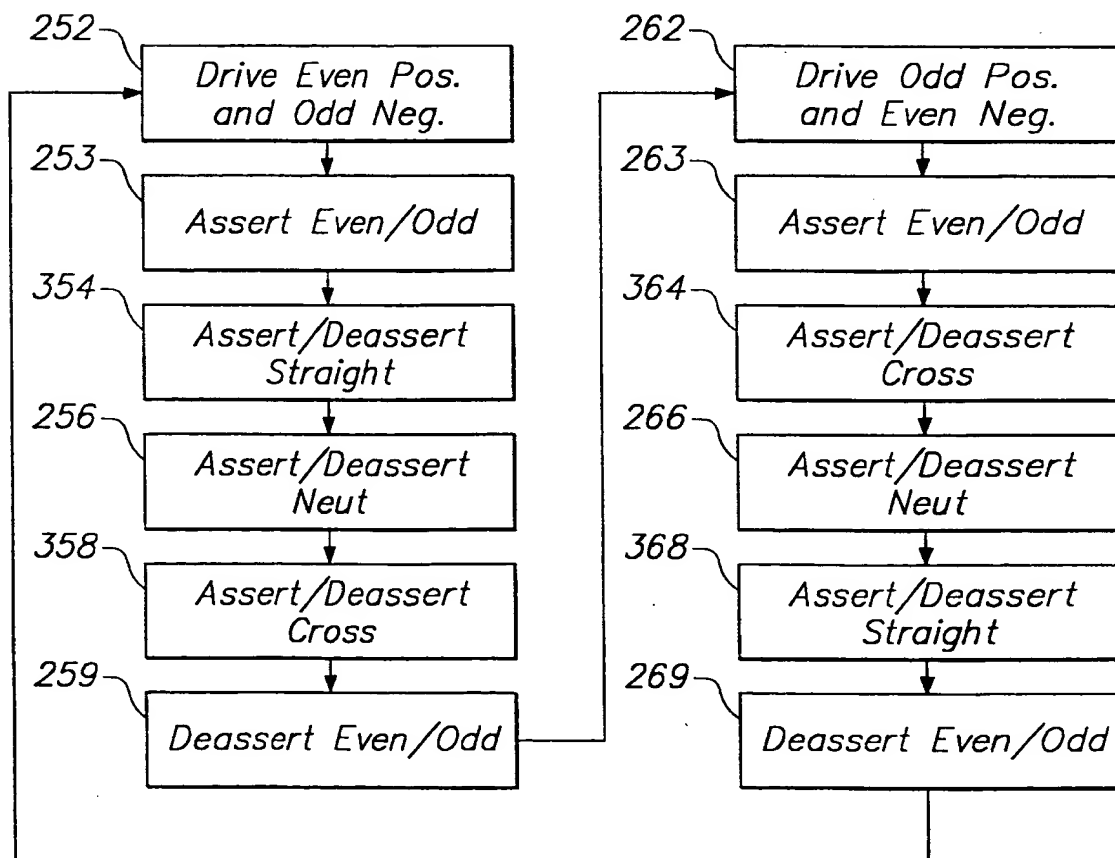 252
Drive Even Pos.
and Odd Neg.
253
Assert Even/Odd
354
Assert/Deassert
Straight
256
Assert/Deassert
Neut
358
Assert/Deassert
Cross
259
Deassert Even/Odd
262
Drive Odd Pos.
and Even Neg.
263
Assert Even/Odd
364
Assert/Deassert
Cross
266
Assert/Deassert
Neut
368
Assert/Deassert
Straight
269
Deassert Even/Odd